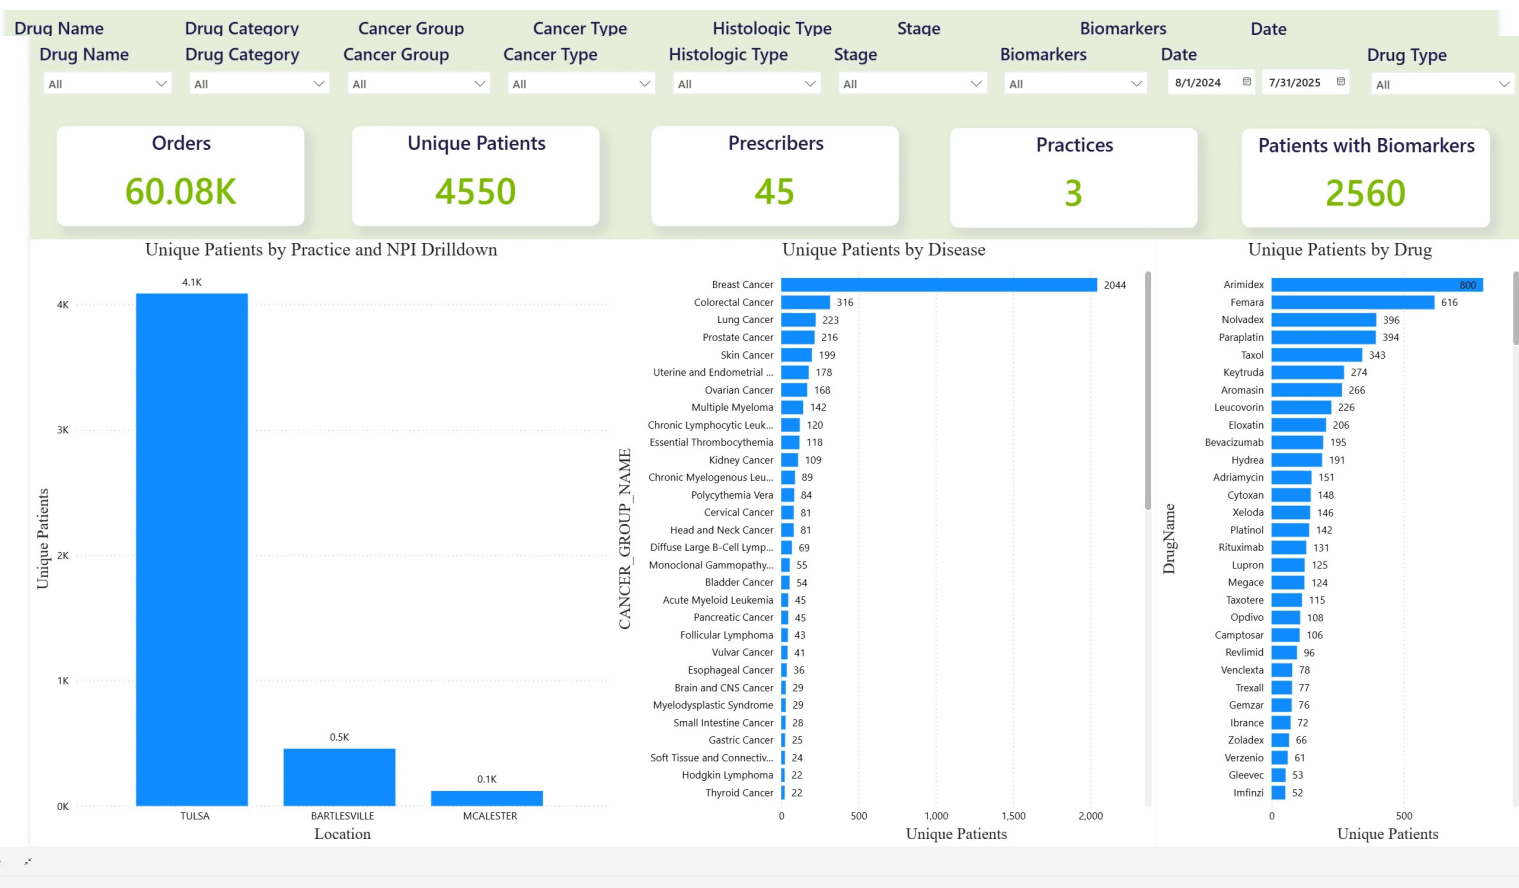 Drug Name Drug Category Cancer Group Cancer Type Histologic Type Stage Biomarkers Date
Drug Name Drug Category Cancer Group Cancer Type Histologic Type Stage Biomarkers Date Drug Type
All All All All All All All 8/1/2024 7/31/2025 All
Orders Unique Patients Prescribers Practices Patients with Biomarkers
60.08K 4550 45 3 2560
Unique Patients by Practice and NPI Drilldown
Unique Patients
4K
3K
2K
1K
0K
4.1K
0.5K
0.1K
TULSA BARTLESVILLE MCALESTER
Location
Unique Patients by Disease
CANCER_GROUP_NAME
Breast Cancer 2044
Colorectal Cancer 316
Lung Cancer 223
Prostate Cancer 216
Skin Cancer 199
Uterine and Endometrial ... 178
Ovarian Cancer 168
Multiple Myeloma 142
Chronic Lymphocytic Leuk... 120
Essential Thrombocythemia 118
Kidney Cancer 109
Chronic Myelogenous Leu... 89
Polycythemia Vera 84
Cervical Cancer 81
Head and Neck Cancer 81
Diffuse Large B-Cell Lymp... 69
Monoclonal Gammopathy... 55
Bladder Cancer 54
Acute Myeloid Leukemia 45
Pancreatic Cancer 45
Follicular Lymphoma 43
Vulvar Cancer 41
Esophageal Cancer 36
Brain and CNS Cancer 29
Myelodysplastic Syndrome 29
Small Intestine Cancer 28
Gastric Cancer 25
Soft Tissue and Connectiv... 24
Hodgkin Lymphoma 22
Thyroid Cancer 22
0 500 1,000 1,500 2,000
Unique Patients
Unique Patients by Drug
DrugName
Arimidex 800
Femara 616
Nolvadex 396
Paraplatin 394
Taxol 343
Keytruda 274
Aromasin 266
Leucovorin 226
Eloxatin 206
Bevacizumab 195
Hydrea 191
Adriamycin 151
Cytoxan 148
Xeloda 146
Platinol 142
Rituximab 131
Lupron 125
Megace 124
Taxotere 115
Opdivo 108
Camptosar 106
Revlimid 96
Venclexta 78
Trexall 77
Gemzar 76
Ibrance 72
Zoladex 66
Verzenio 61
Gleevec 53
Imfinzi 52
0 500
Unique Patients